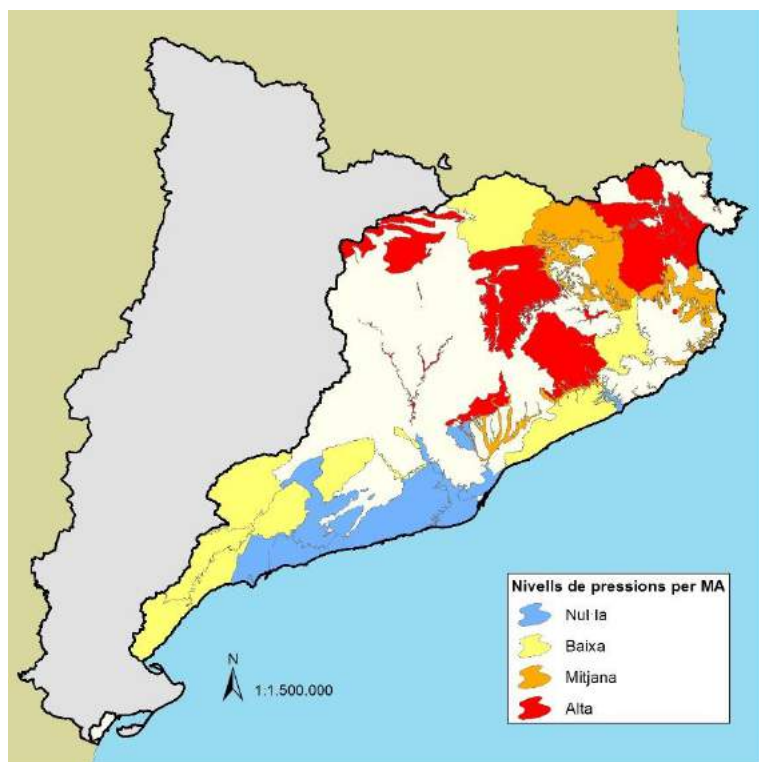 Nivells de pressions per MA
Nul·la
Baixa
Mitjana
Alta
N
1:1.500.000